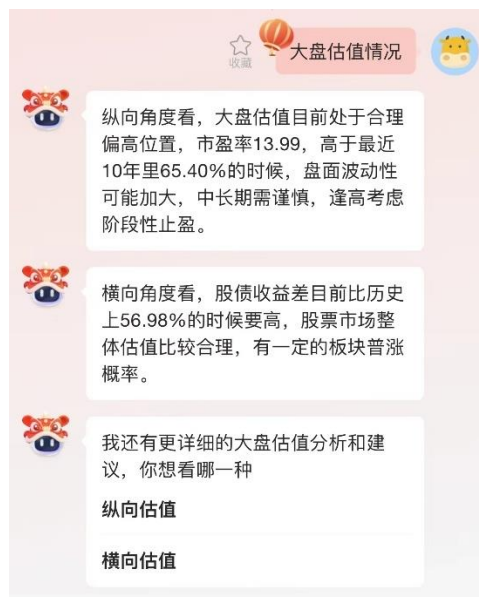 大盘估值情况
收藏
纵向角度看，大盘估值目前处于合理
偏高位置，市盈率13.99，高于最近
10年里65.40%的时候，盘面波动性
可能加大，中长期需谨慎，逢高考虑
阶段性止盈。
横向角度看，股债收益差目前比历史
上56.98%的时候要高，股票市场整
体估值比较合理，有一定的板块普涨
概率。
我还有更详细的大盘估值分析和建
议，你想看哪一种
纵向估值
横向估值